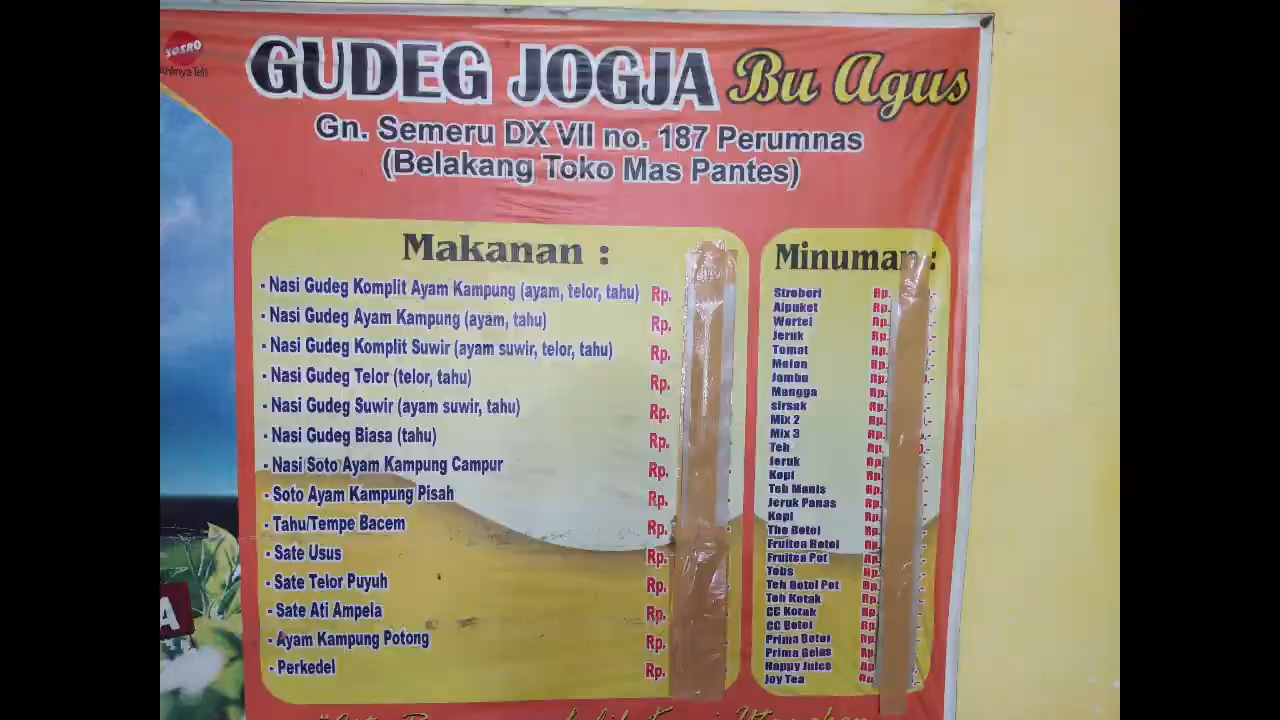 SOSRO
Ahlinya Teh
GUDEG JOGJA Bu Agus
Gn. Semeru DX VII no. 187 Perumnas
(Belakang Toko Mas Pantes)
Makanan :
- Nasi Gudeg Komplit Ayam Kampung (ayam, telor, tahu) Rp.
- Nasi Gudeg Ayam Kampung (ayam, tahu) Rp.
- Nasi Gudeg Komplit Suwir (ayam suwir, telor, tahu) Rp.
- Nasi Gudeg Telor (telor, tahu) Rp.
- Nasi Gudeg Suwir (ayam suwir, tahu) Rp.
- Nasi Gudeg Biasa (tahu) Rp.
- Nasi Soto Ayam Kampung Campur Rp.
- Soto Ayam Kampung Pisah Rp.
- Tahu/Tempe Bacem Rp.
- Sate Usus Rp.
- Sate Telor Puyuh Rp.
- Sate Ati Ampela Rp.
- Ayam Kampung Potong Rp.
- Perkedel Rp.
Minuman :
Stroberi Rp.
Alpuket Rp.
Wortel Rp.
Jeruk Rp.
Tomat Rp.
Melon Rp.
Jambu Rp.
Mangga Rp.
sirsak Rp.
Mix 2 Rp.
Mix 3 Rp.
Teh Rp.
Jeruk Rp.
Kopi Rp.
Teh Manis Rp.
Jeruk Panas Rp.
Kopi Rp.
The Botol Rp.
Fruitea Botol Rp.
Fruitea Pet Rp.
Tebs Rp.
Teh Botol Pet Rp.
Teh Kotak Rp.
CC Kotak Rp.
CC Botol Rp.
Prima Botol Rp.
Prima Gelas Rp.
Happy Juice Rp.
Joy Tea Rp.